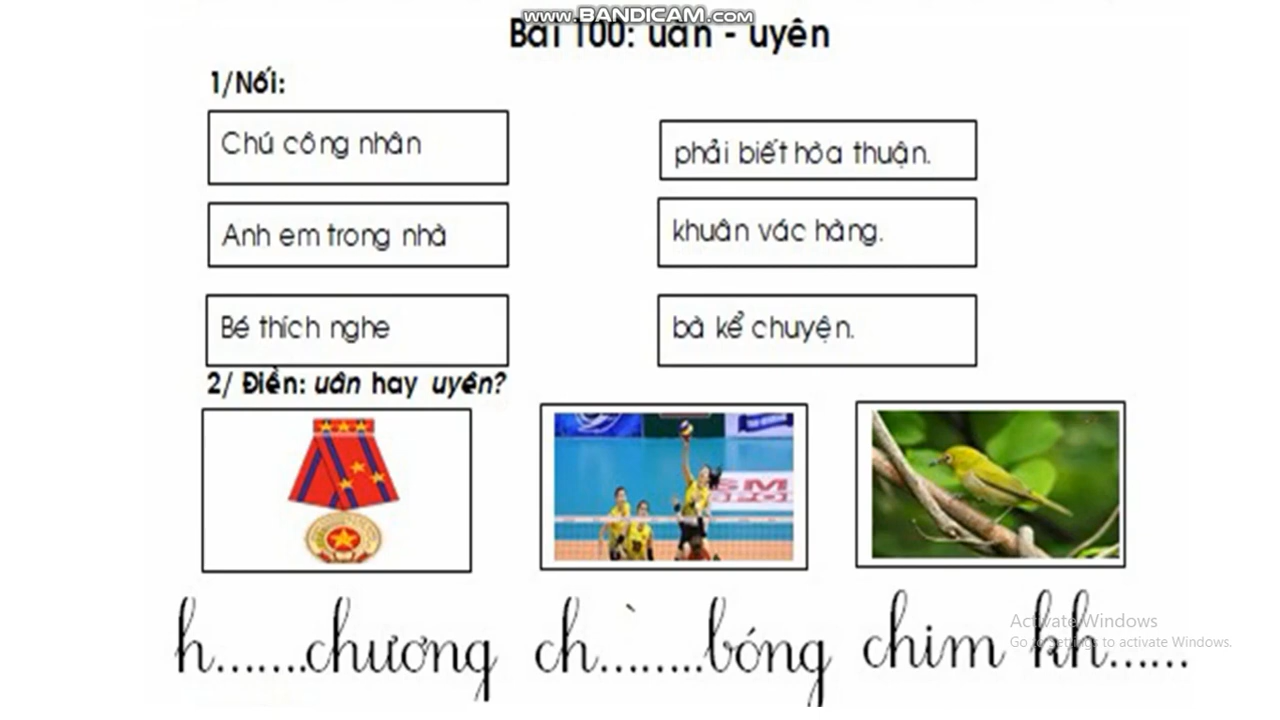 www.BANDICAM.com
Bài 100: uân - uyên
1/Nối:
Chú công nhân
phải biết hòa thuận.
Anh em trong nhà
khuân vác hàng.
Bé thích nghe
bà kể chuyện.
2/ Điền: uân hay uyên?
SM
h.......chương ch..̀......bóng chim kh......
Activate Windows
Go to Settings to activate Windows.